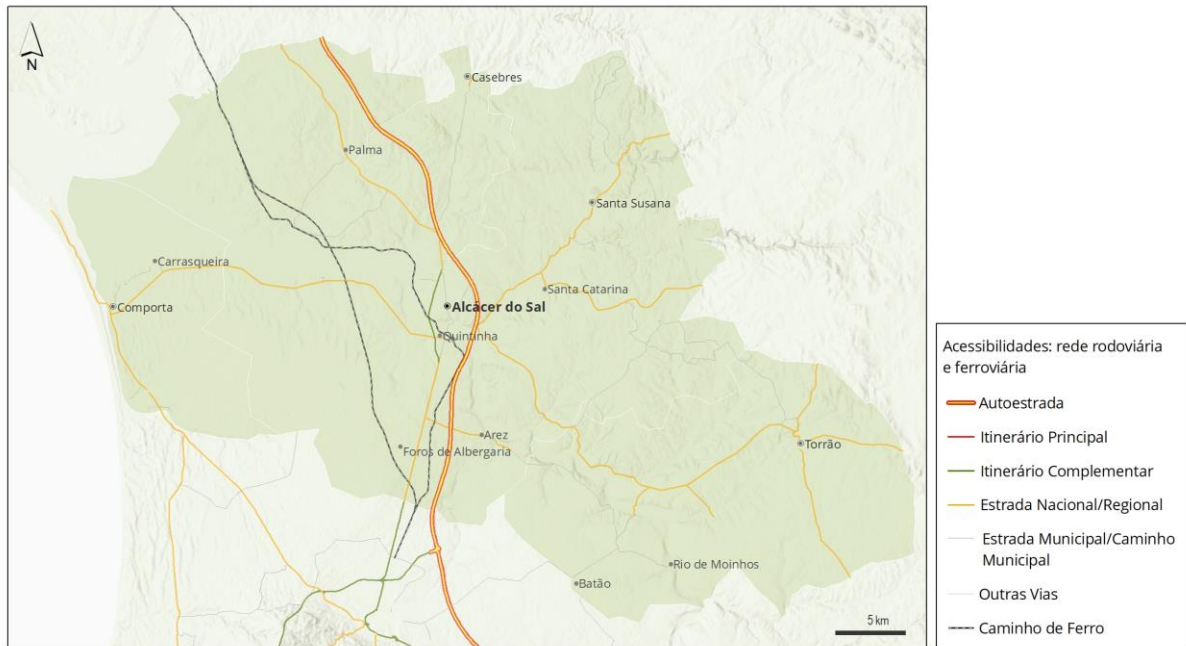 N
Casebres
Palma
Santa Susana
Carrasqueira
Santa Catarina
Comporta
Alcácer do Sal
Quintinha
Arez
Foros de Albergaria
Torrão
Rio de Moinhos
Batão
5 km
Acessibilidades: rede rodoviária
e ferroviária
Autoestrada
Itinerário Principal
Itinerário Complementar
Estrada Nacional/Regional
Estrada Municipal/Caminho
Municipal
Outras Vias
Caminho de Ferro